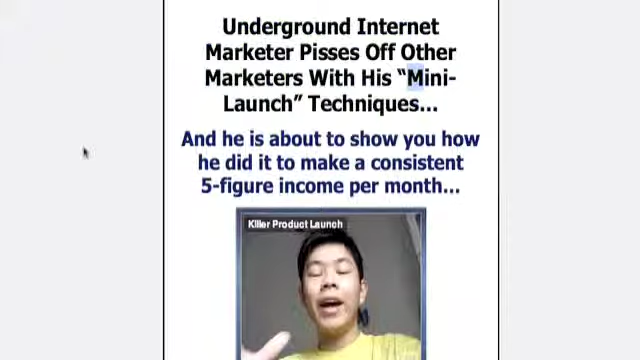 Underground Internet
Marketer Pisses Off Other
Marketers With His “Mini-
Launch” Techniques...
And he is about to show you how
he did it to make a consistent
5-figure income per month...
Killer Product Launch